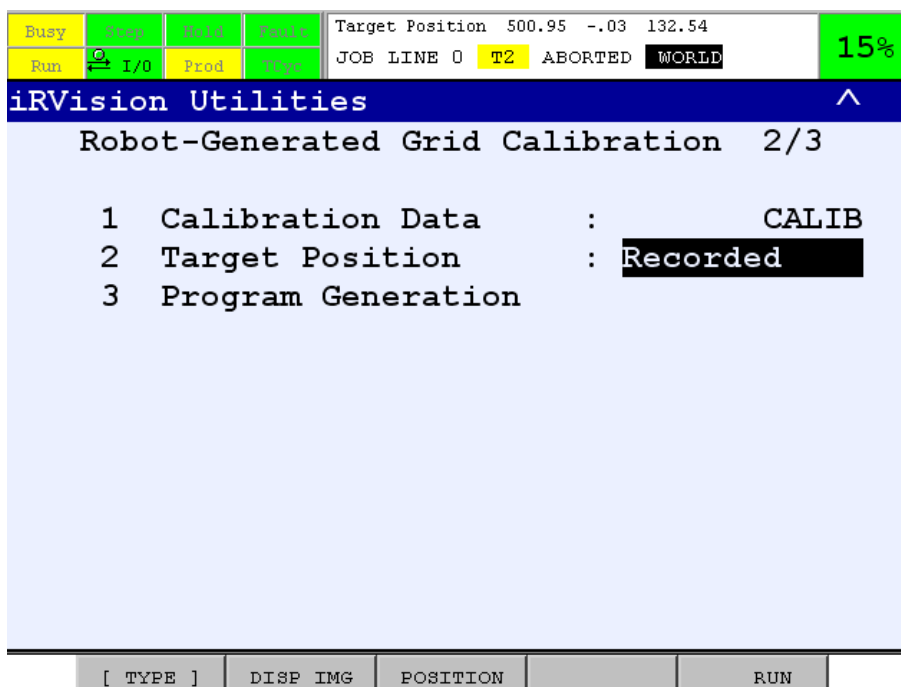 Busy Step Hold Fault Target Position 500.95 -.03 132.54
Run I/O Prod TCyc JOB LINE 0 T2 ABORTED WORLD 15%
iRVision Utilities ^
Robot-Generated Grid Calibration 2/3
1 Calibration Data : CALIB
2 Target Position : Recorded
3 Program Generation
[ TYPE ] DISP IMG POSITION RUN